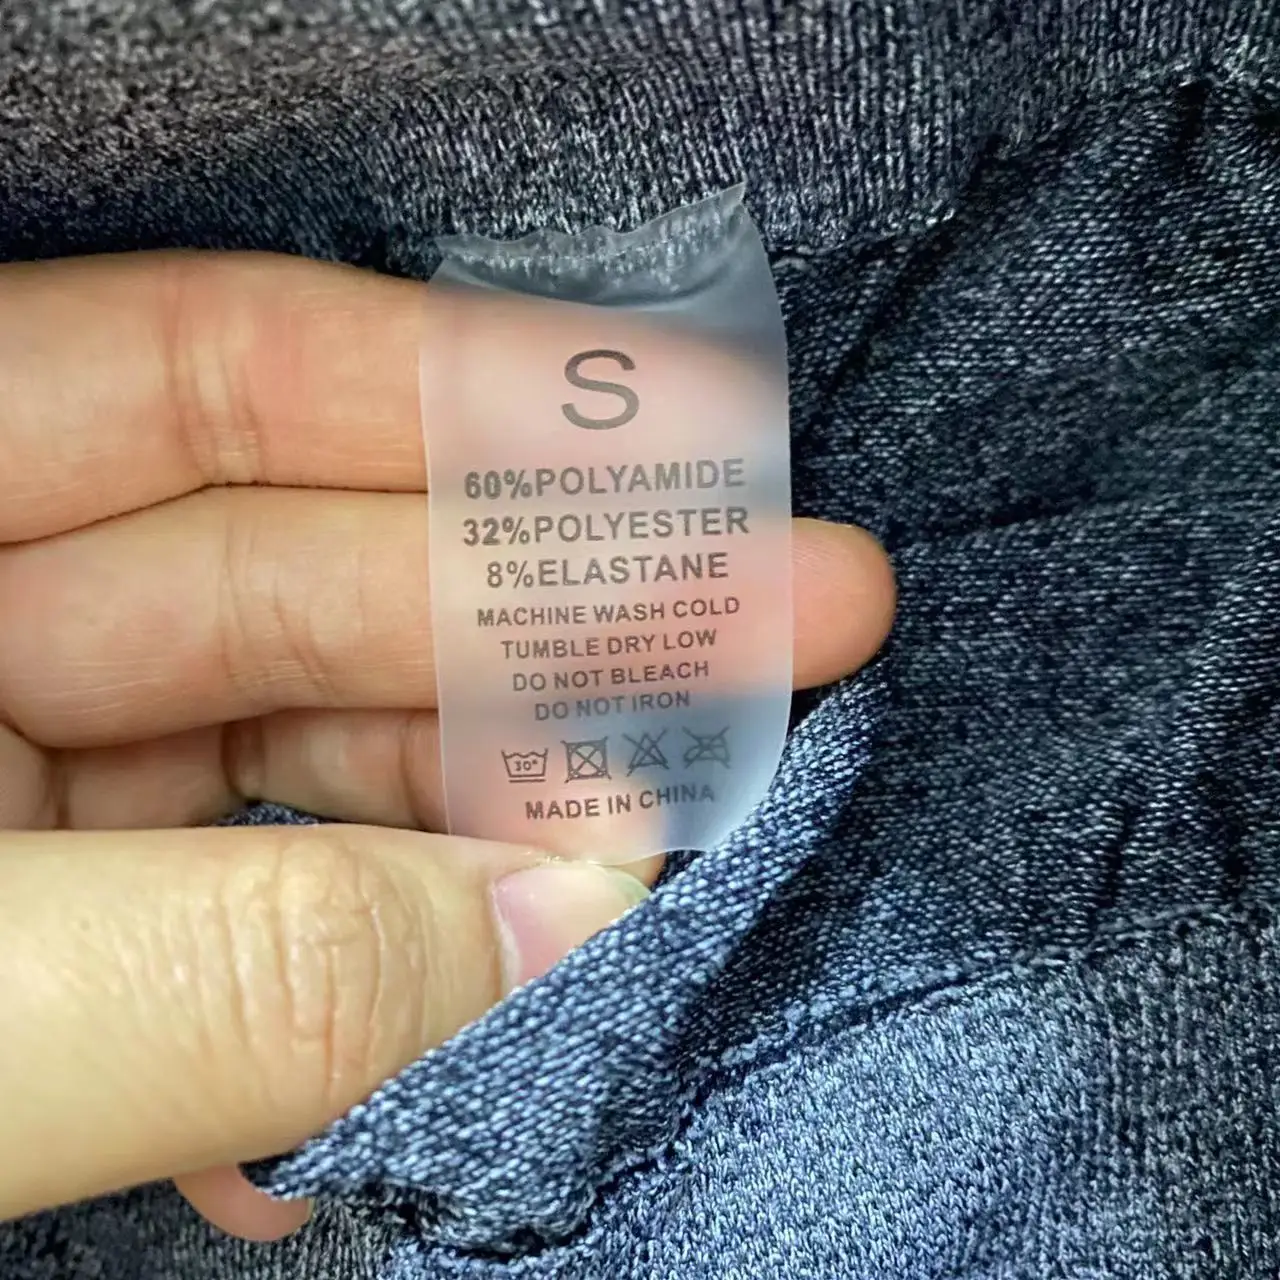 S
60%POLYAMIDE
32%POLYESTER
8%ELASTANE
MACHINE WASH COLD
TUMBLE DRY LOW
DO NOT BLEACH
DO NOT IRON
30°
MADE IN CHINA